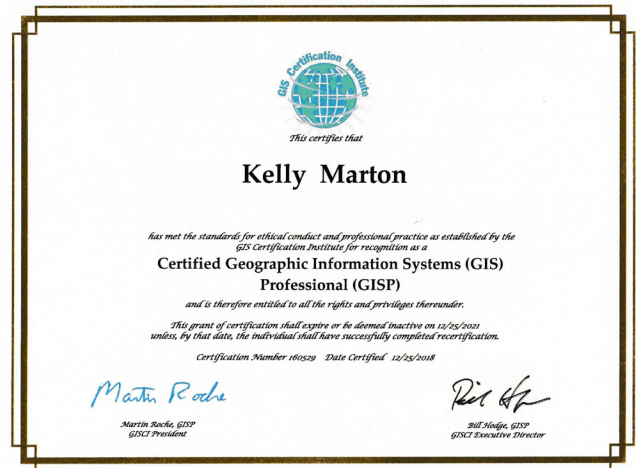 GIS Certification Institute
This certifies that
Kelly Marton
has met the standards for ethical conduct and professional practice as established by the
GIS Certification Institute for recognition as a
Certified Geographic Information Systems (GIS)
Professional (GISP)
and is therefore entitled to all the rights and privileges thereunder.
This grant of certification shall expire or be deemed inactive on 12/25/2021
unless, by that date, the individual shall have successfully completed recertification.
Certification Number 160529 Date Certified 12/25/2018
Martin Roche
Martin Roche, GISP
GISCI President
Bill Hodge, GISP
GISCI Executive Director